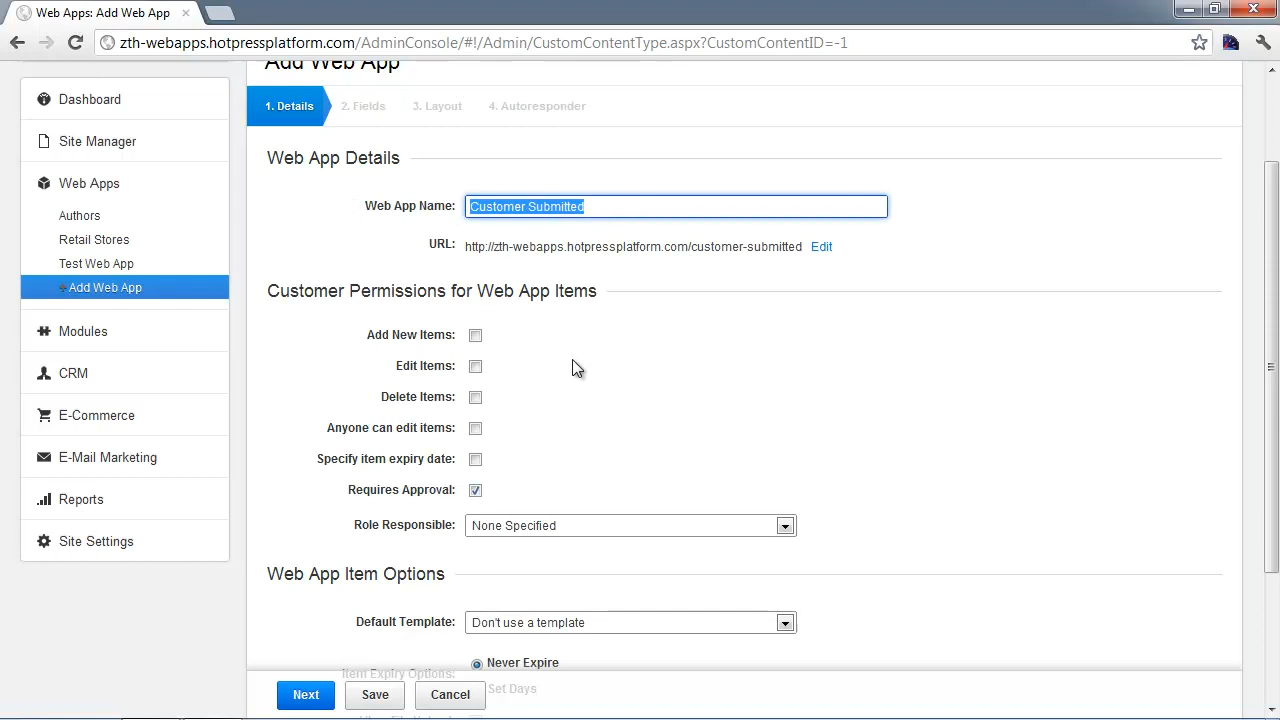 Web Apps: Add Web App
zth-webapps.hotpressplatform.com/AdminConsole/#!/Admin/CustomContentType.aspx?CustomContentID=-1
Dashboard
Site Manager
Web Apps
Authors
Retail Stores
Test Web App
+Add Web App
Modules
CRM
E-Commerce
E-Mail Marketing
Reports
Site Settings
Add Web App
1. Details 2. Fields 3. Layout 4. Autoresponder
Web App Details
Web App Name: Customer Submitted
URL: http://zth-webapps.hotpressplatform.com/customer-submitted Edit
Customer Permissions for Web App Items
Add New Items:
Edit Items:
Delete Items:
Anyone can edit items:
Specify item expiry date:
Requires Approval:
Role Responsible: None Specified
Web App Item Options
Default Template: Don't use a template
Item Expiry Options: Never Expire
Set Days
Next Save Cancel